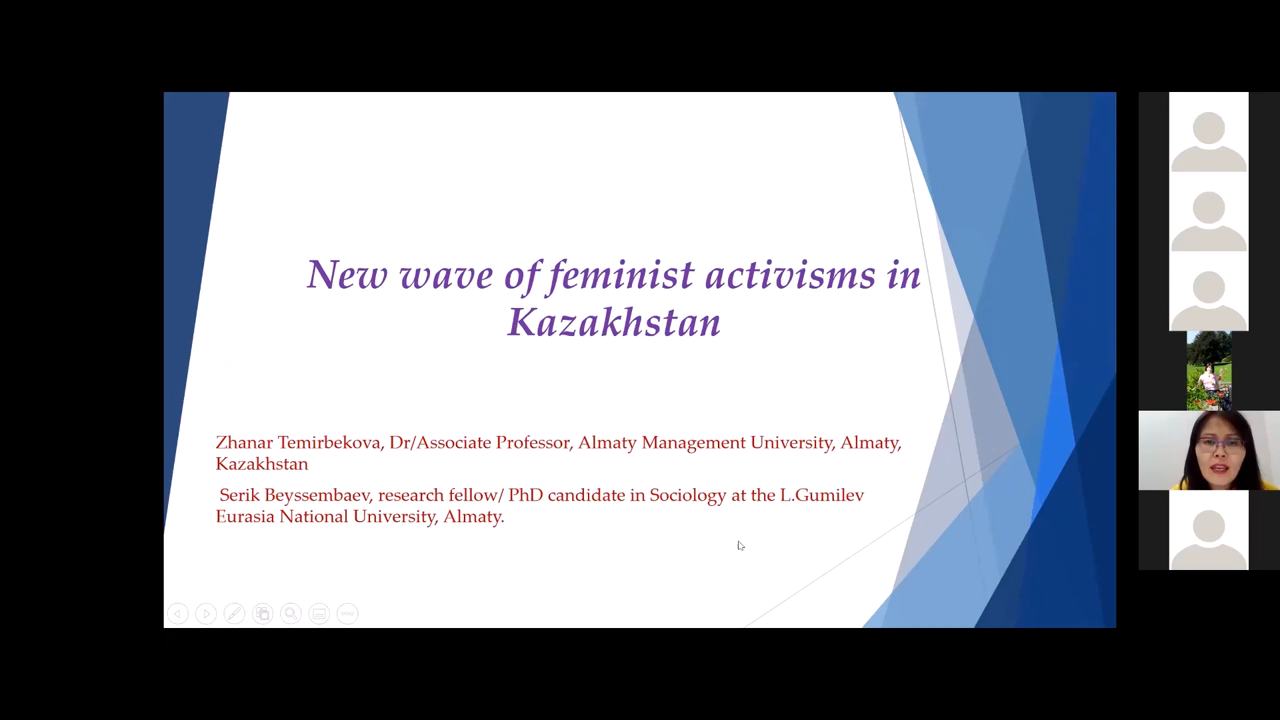 New wave of feminist activisms in
Kazakhstan
Zhanar Temirbekova, Dr/Associate Professor, Almaty Management University, Almaty,
Kazakhstan
Serik Beyssembaev, research fellow/ PhD candidate in Sociology at the L.Gumilev
Eurasia National University, Almaty.